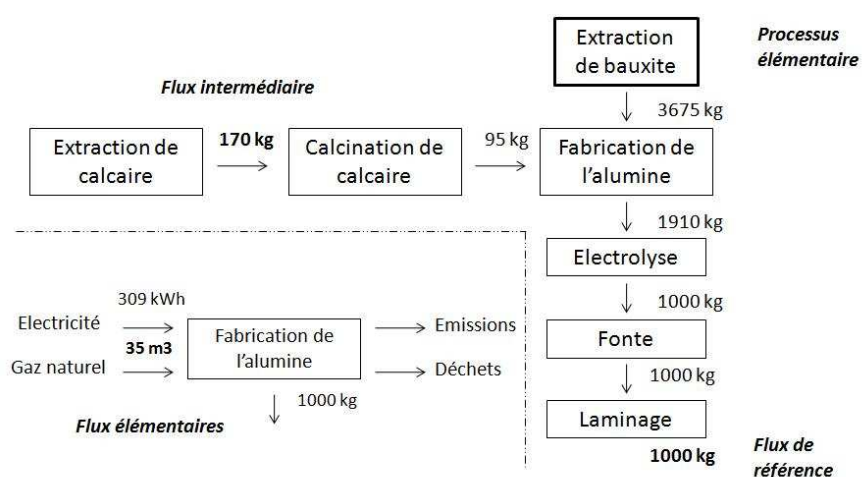 Extraction
de bauxite
Processus
élémentaire
Flux intermédiaire
3675 kg
Extraction de
calcaire
170 kg
Calcination de
calcaire
95 kg
Fabrication de
l’alumine
1910 kg
Electrolyse
1000 kg
Fonte
1000 kg
Laminage
1000 kg
Flux de
référence
309 kWh
Electricité
35 m3
Gaz naturel
Fabrication de
l’alumine
Emissions
Déchets
1000 kg
Flux élémentaires